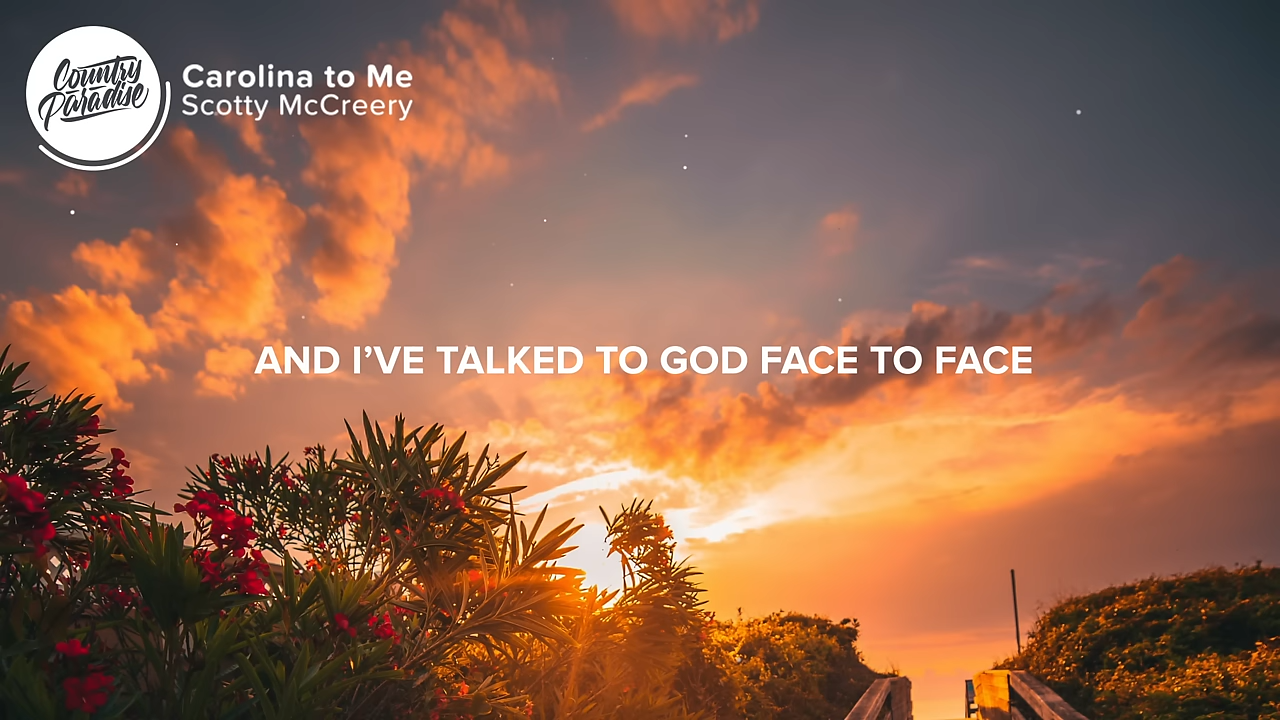 Country
Paradise
Carolina to Me
Scotty McCreery
AND I’VE TALKED TO GOD FACE TO FACE